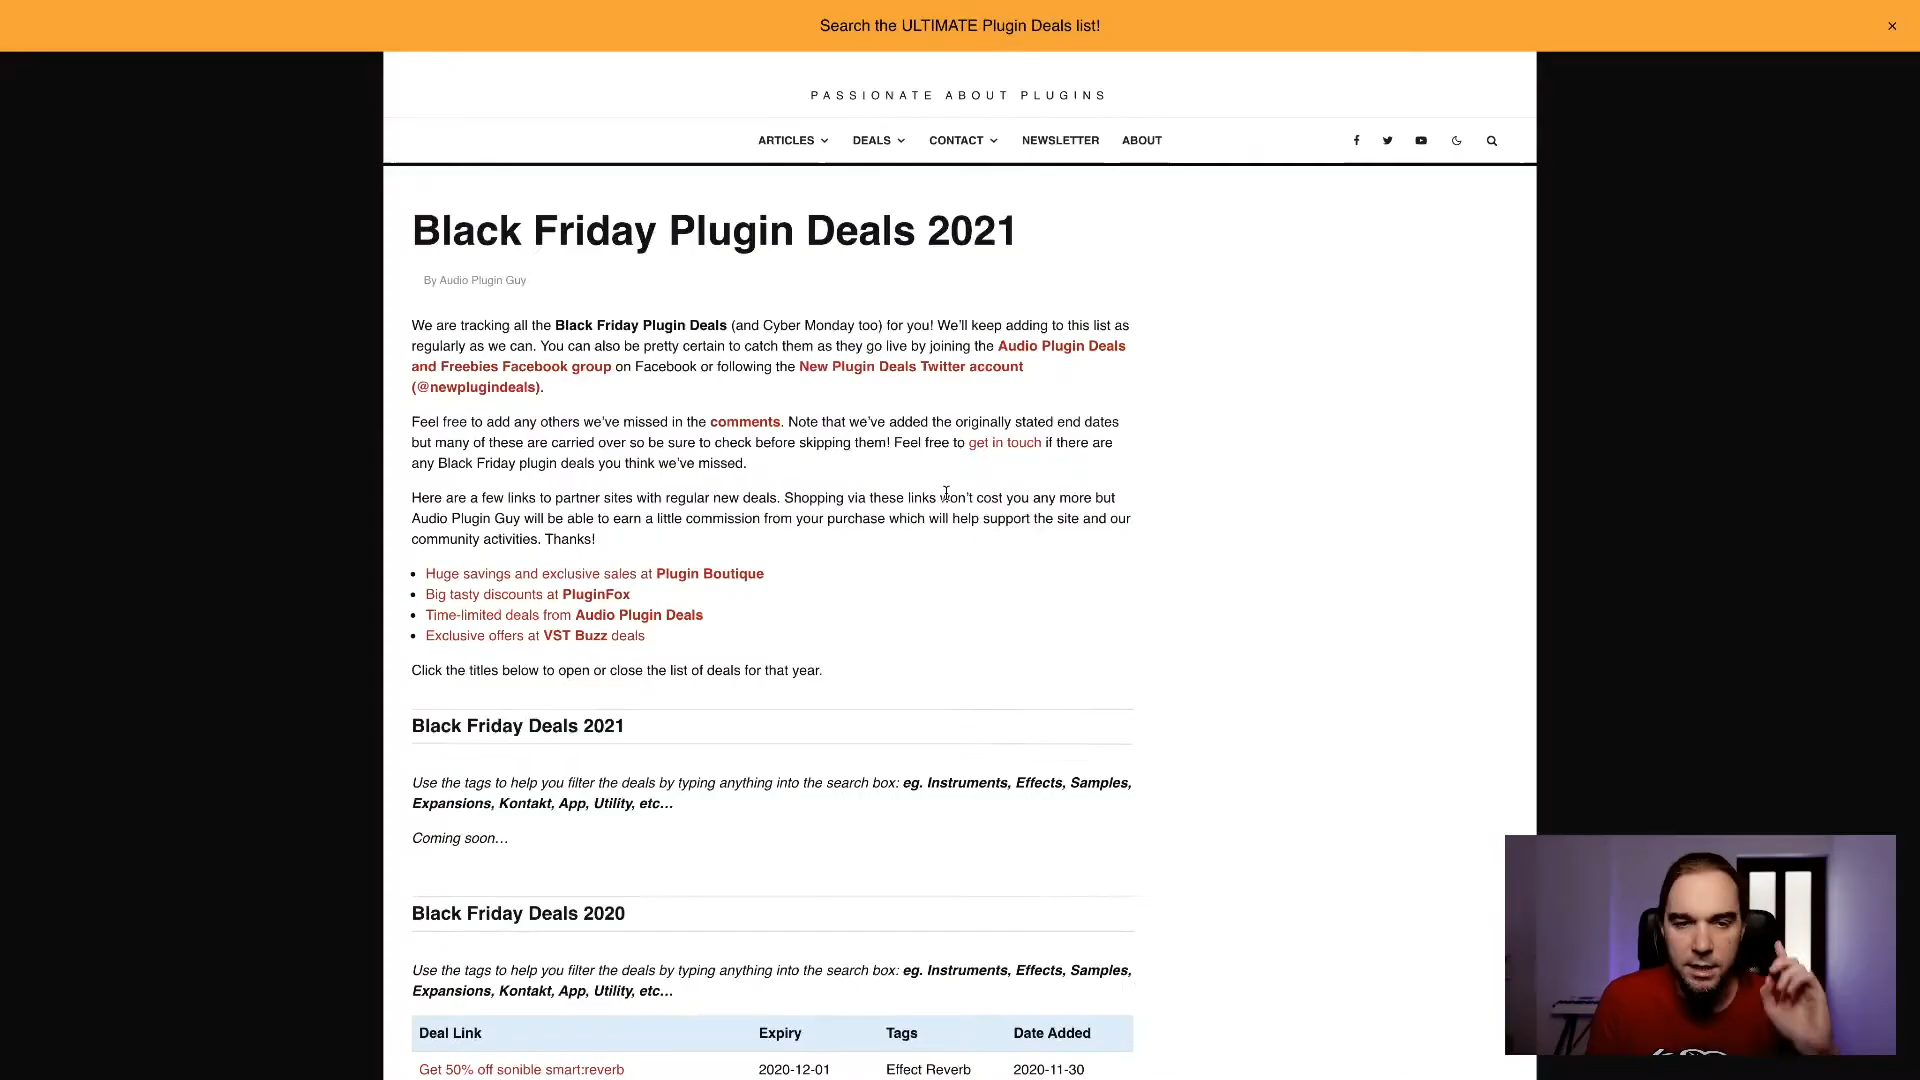 Search the ULTIMATE Plugin Deals list!
×
PASSIONATE ABOUT PLUGINS
ARTICLES DEALS CONTACT NEWSLETTER ABOUT
Black Friday Plugin Deals 2021
By Audio Plugin Guy
We are tracking all the Black Friday Plugin Deals (and Cyber Monday too) for you! We'll keep adding to this list as
regularly as we can. You can also be pretty certain to catch them as they go live by joining the Audio Plugin Deals
and Freebies Facebook group on Facebook or following the New Plugin Deals Twitter account
(@newplugindeals).
Feel free to add any others we've missed in the comments. Note that we've added the originally stated end dates
but many of these are carried over so be sure to check before skipping them! Feel free to get in touch if there are
any Black Friday plugin deals you think we've missed.
Here are a few links to partner sites with regular new deals. Shopping via these links won't cost you any more but
Audio Plugin Guy will be able to earn a little commission from your purchase which will help support the site and our
community activities. Thanks!
• Huge savings and exclusive sales at Plugin Boutique
• Big tasty discounts at PluginFox
• Time-limited deals from Audio Plugin Deals
• Exclusive offers at VST Buzz deals
Click the titles below to open or close the list of deals for that year.
Black Friday Deals 2021
Use the tags to help you filter the deals by typing anything into the search box: eg. Instruments, Effects, Samples,
Expansions, Kontakt, App, Utility, etc…
Coming soon…
Black Friday Deals 2020
Use the tags to help you filter the deals by typing anything into the search box: eg. Instruments, Effects, Samples,
Expansions, Kontakt, App, Utility, etc…
Deal Link Expiry Tags Date Added
Get 50% off sonible smart:reverb 2020-12-01 Effect Reverb 2020-11-30